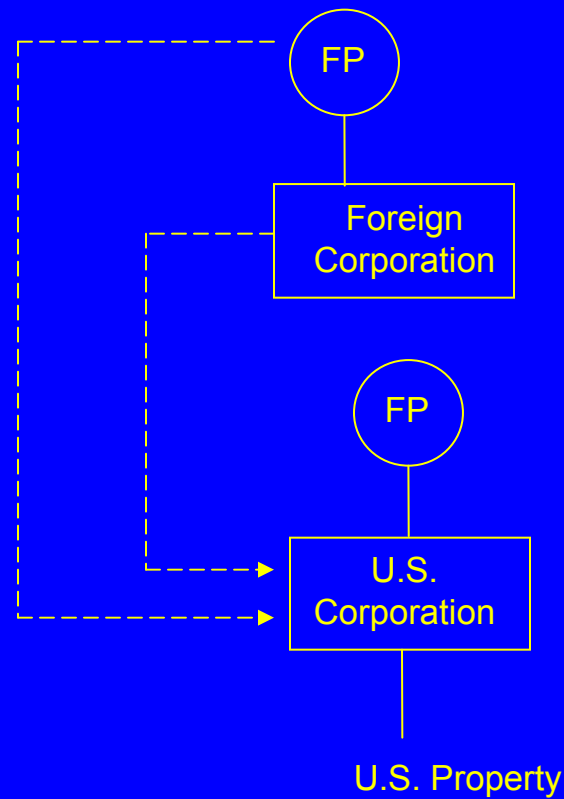 FP
Foreign
Corporation
FP
U.S.
Corporation
U.S. Property